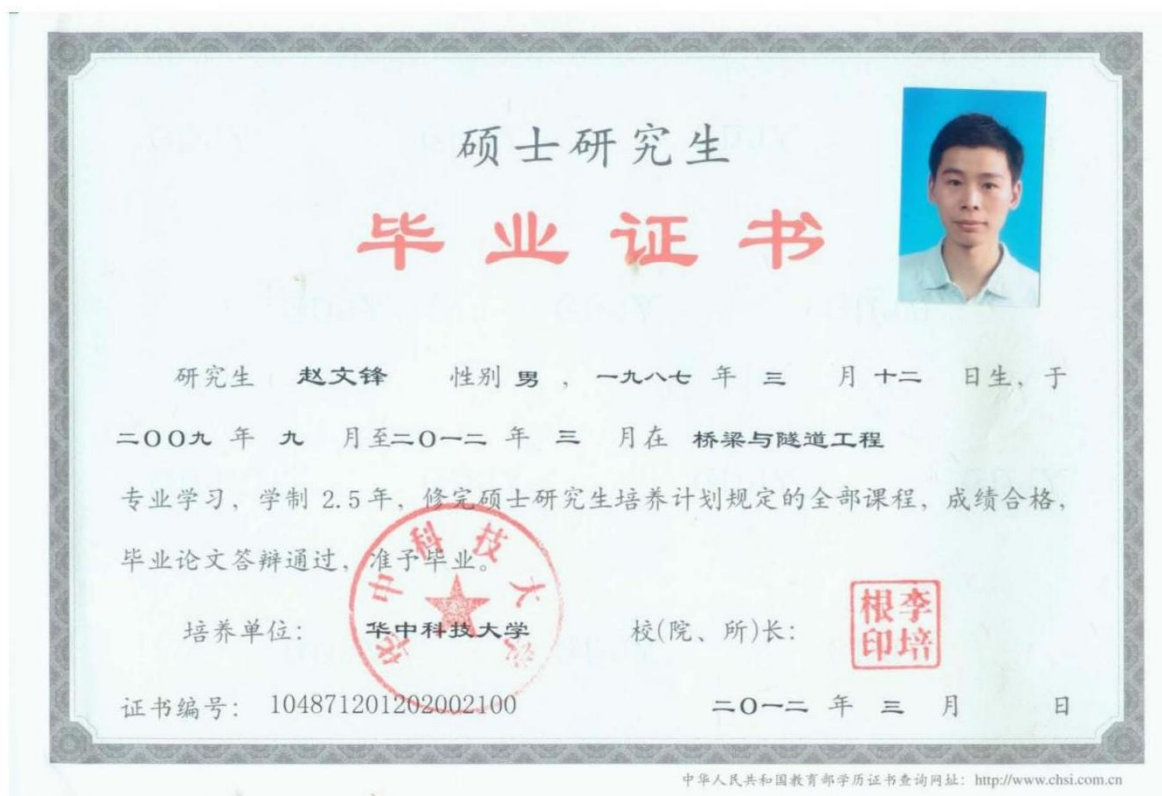 硕士研究生
毕业证书
研究生 赵文锋 性别 男 , 一九八七 年 三 月 十二 日生, 于
二〇〇九 年 九 月至二〇一二 年 三 月在 桥梁与隧道工程
专业学习, 学制 2.5 年, 修完硕士研究生培养计划规定的全部课程, 成绩合格,
毕业论文答辩通过, 准予毕业。
华中科技大学
培养单位: 华中科技大学 校(院、所)长: 李培根印
证书编号: 104871201202002100 二〇一二 年 三 月 日
中华人民共和国教育部学历证书查询网址: http://www.chsi.com.cn